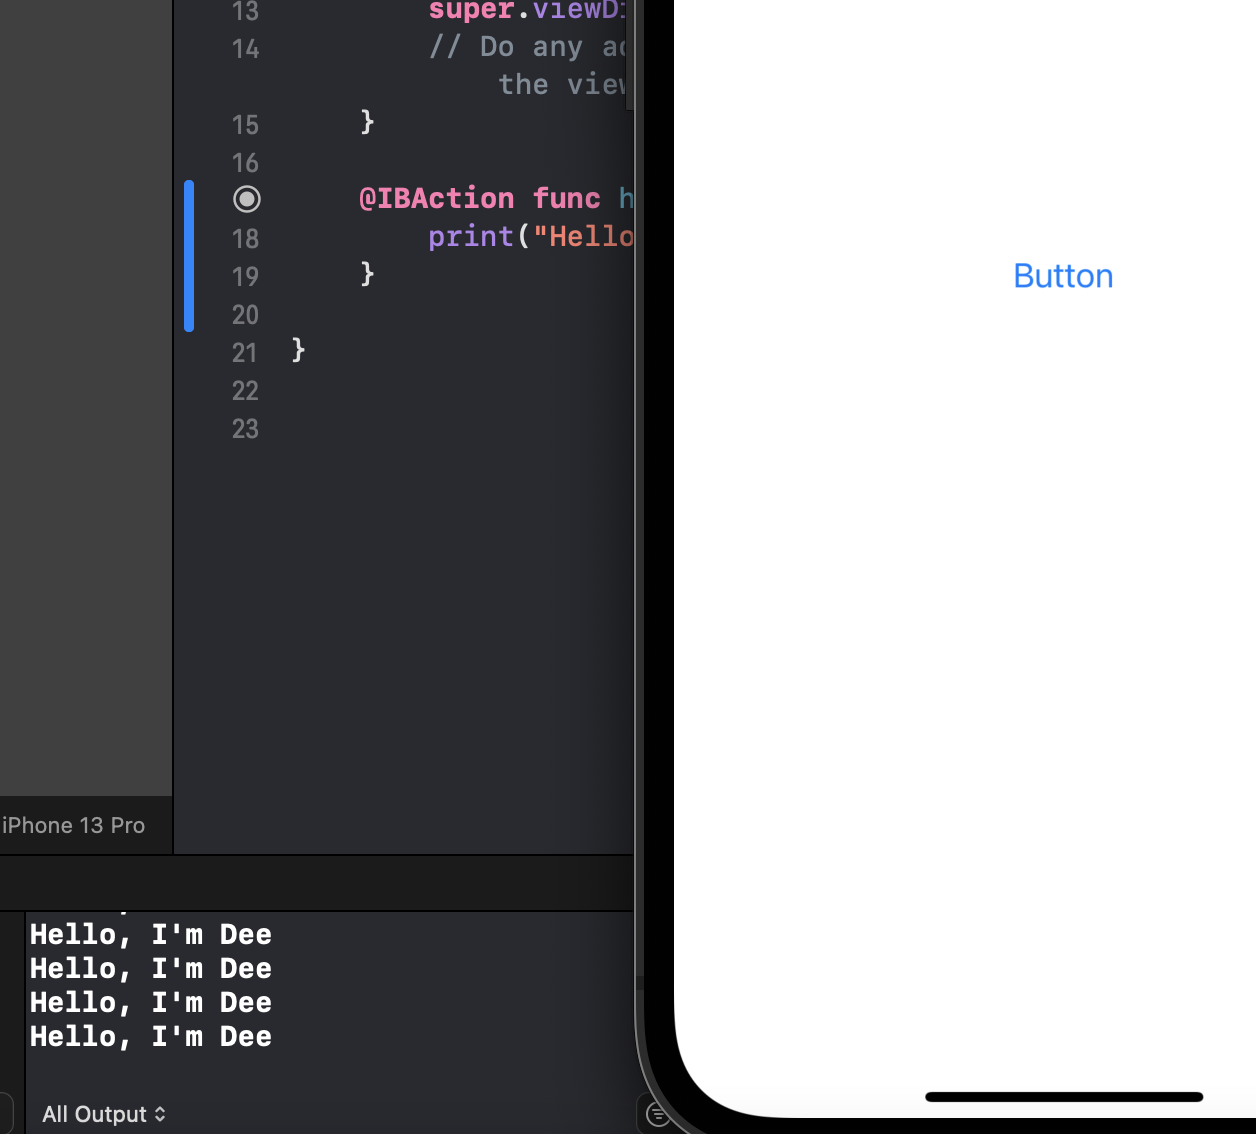 13 super.viewD
14 // Do any a
the view
15 }
16
@IBAction func h
18 print("Hello
19 }
20
21 }
22
23
Button
iPhone 13 Pro
Hello, I'm Dee
Hello, I'm Dee
Hello, I'm Dee
Hello, I'm Dee
All Output